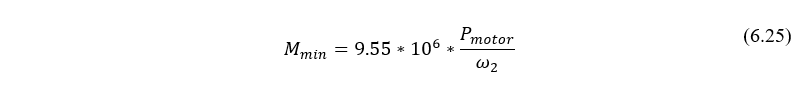 M_min = 9.55 * 10^6 * P_motor / ω_2 (6.25)